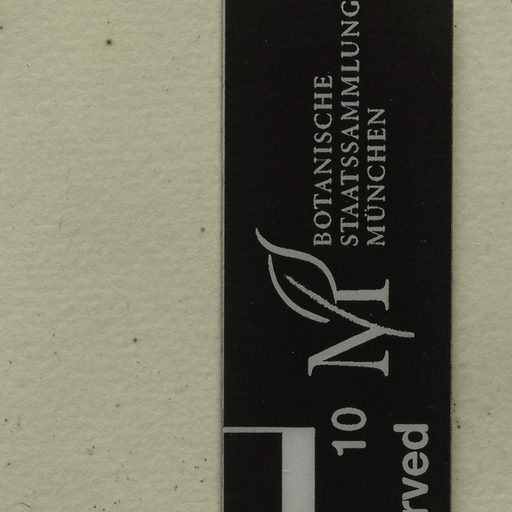 BOTANISCHE
STAATSSAMMLUNG
MÜNCHEN
10
rved